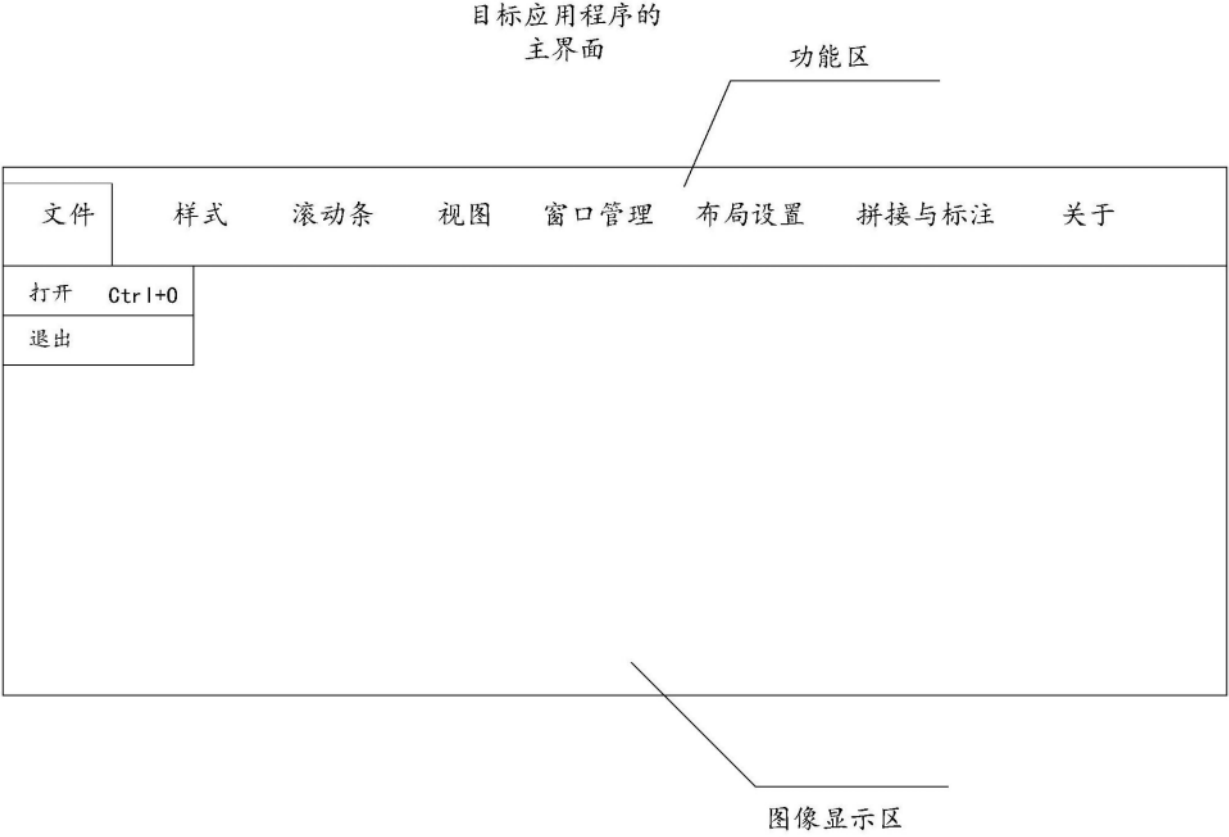 目标应用程序的
主界面
功能区
文件 样式 滚动条 视图 窗口管理 布局设置 拼接与标注 关于
打开 Ctrl+O
退出
图像显示区